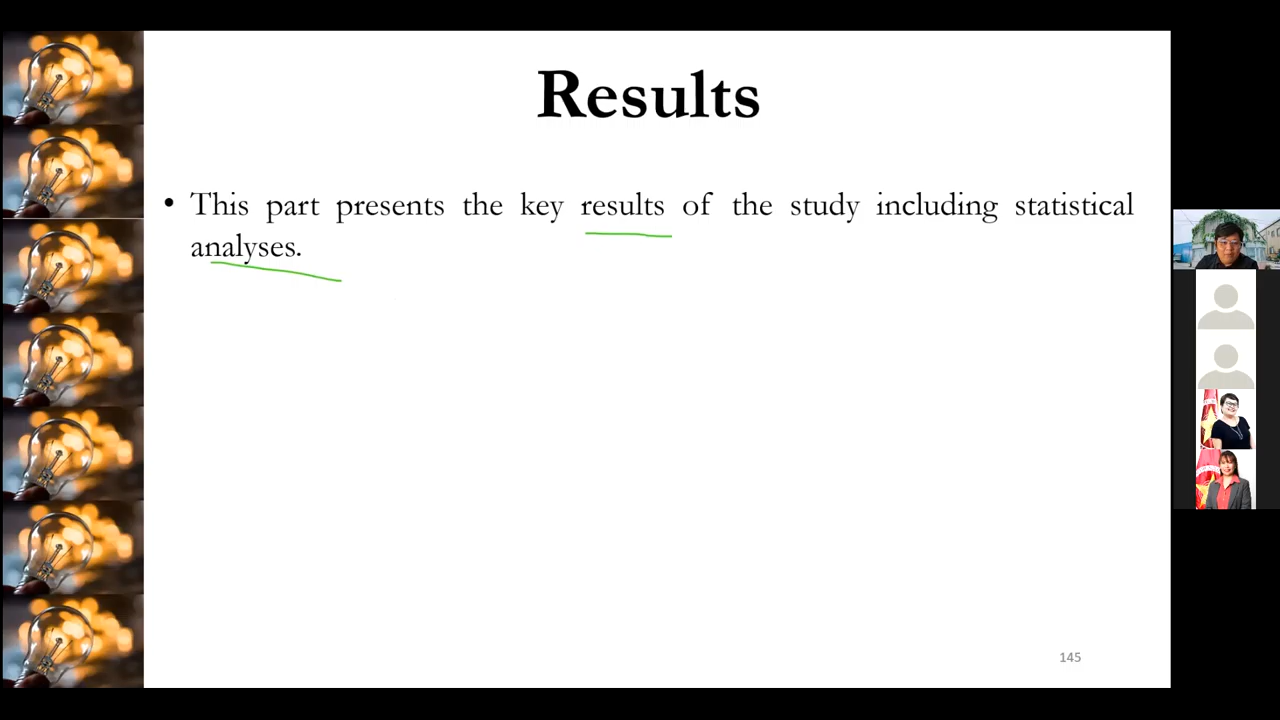 Results
• This part presents the key results of the study including statistical
analyses.
145